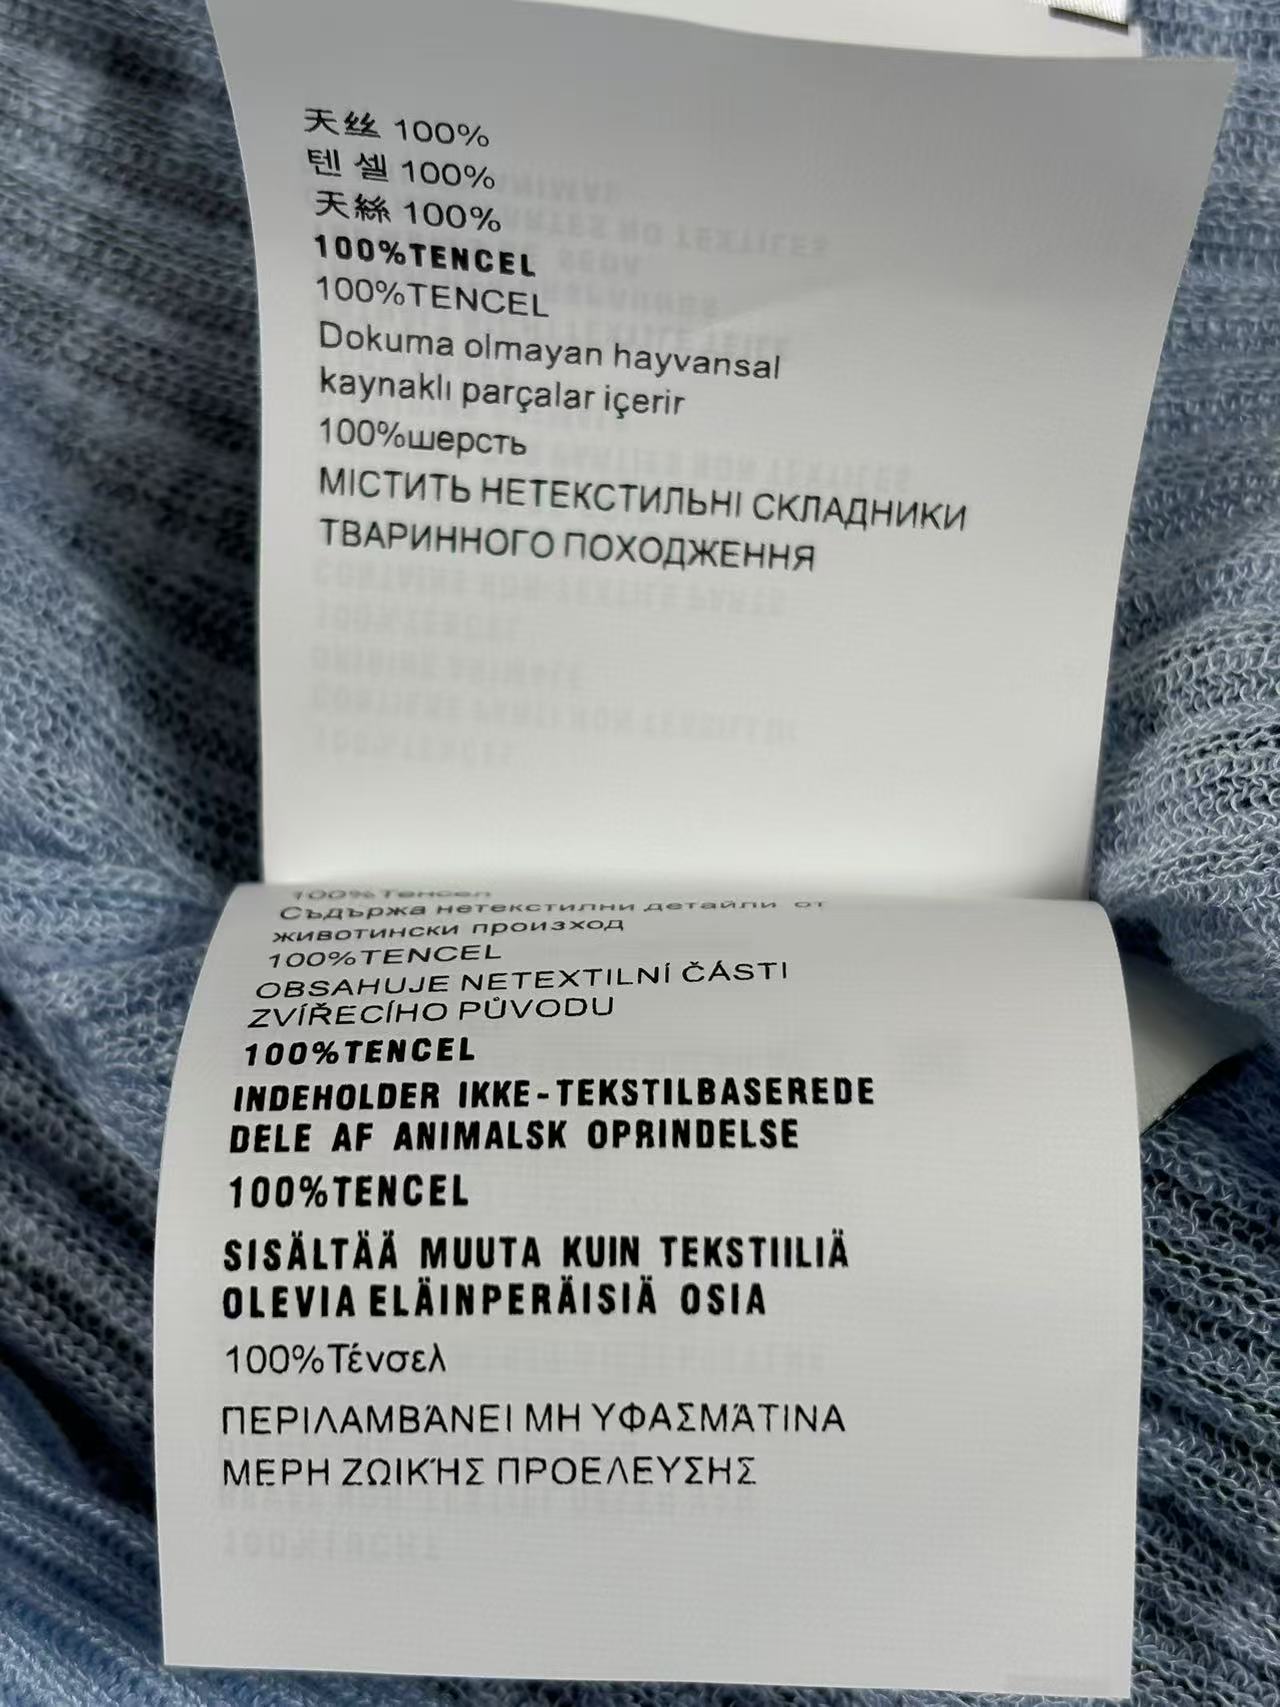 天丝 100%
텐 셀 100%
天絲 100%
100%TENCEL
100%TENCEL
Dokuma olmayan hayvansal
kaynaklı parçalar içerir
100%шерсть
МІСТИТЬ НЕТЕКСТИЛЬНІ СКЛАДНИКИ
ТВАРИННОГО ПОХОДЖЕННЯ
100%Тенсел
Съдържа нетекстилни детайли от
животински произход
100%TENCEL
OBSAHUJE NETEXTILNÍ ČÁSTI
ZVÍŘECÍHO PŮVODU
100%TENCEL
INDEHOLDER IKKE-TEKSTILBASEREDE
DELE AF ANIMALSK OPRINDELSE
100%TENCEL
SISÄLTÄÄ MUUTA KUIN TEKSTIILIÄ
OLEVIA ELÄINPERÄISIÄ OSIA
100%Τένσελ
ΠΕΡΙΛΑΜΒΆΝΕΙ ΜΗ ΥΦΑΣΜΆΤΙΝΑ
ΜΕΡΗ ΖΩΙΚΉΣ ΠΡΟΕΛΕΥΣΗΣ